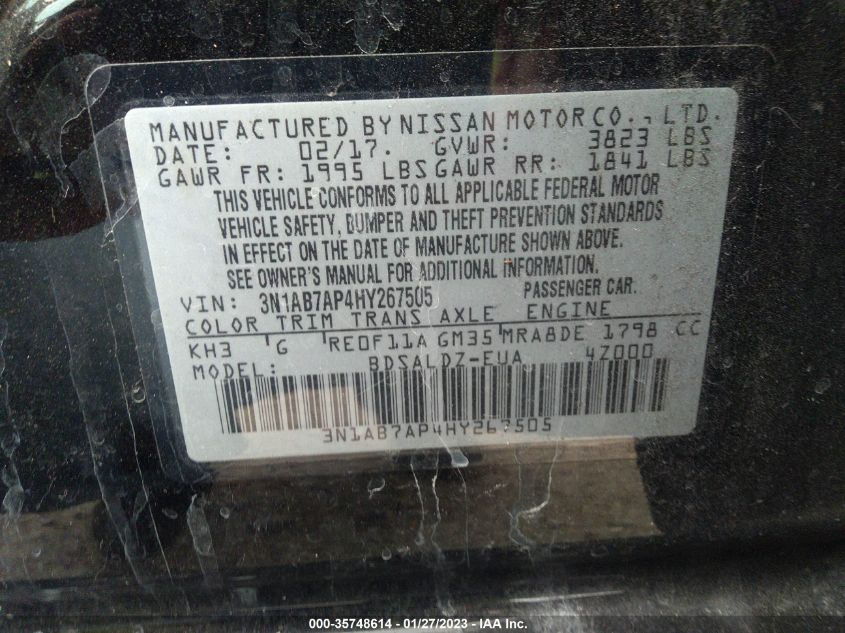 MANUFACTURED BY NISSAN MOTOR CO., LTD.
DATE: 02/17. GVWR: 3823 LBS
GAWR FR: 1995 LBS GAWR RR: 1841 LBS
THIS VEHICLE CONFORMS TO ALL APPLICABLE FEDERAL MOTOR
VEHICLE SAFETY, BUMPER AND THEFT PREVENTION STANDARDS
IN EFFECT ON THE DATE OF MANUFACTURE SHOWN ABOVE.
SEE OWNER'S MANUAL FOR ADDITIONAL INFORMATION.
VIN: 3N1AB7AP4HY267505 PASSENGER CAR.
COLOR TRIM TRANS AXLE ENGINE
KH3 G RE0F11A GM35 MRA8DE 1798 CC
MODEL: BDSALDZ-EUA 4Z000
3N1AB7AP4HY267505
000-35748614 - 01/27/2023 - IAA Inc.